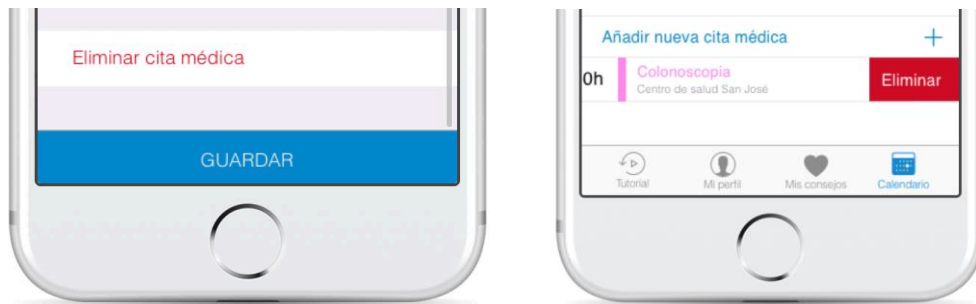 Eliminar cita médica
GUARDAR
Añadir nueva cita médica
0h
Colonoscopia
Centro de salud San José
Eliminar
Tutorial
Mi perfil
Mis consejos
Calendario